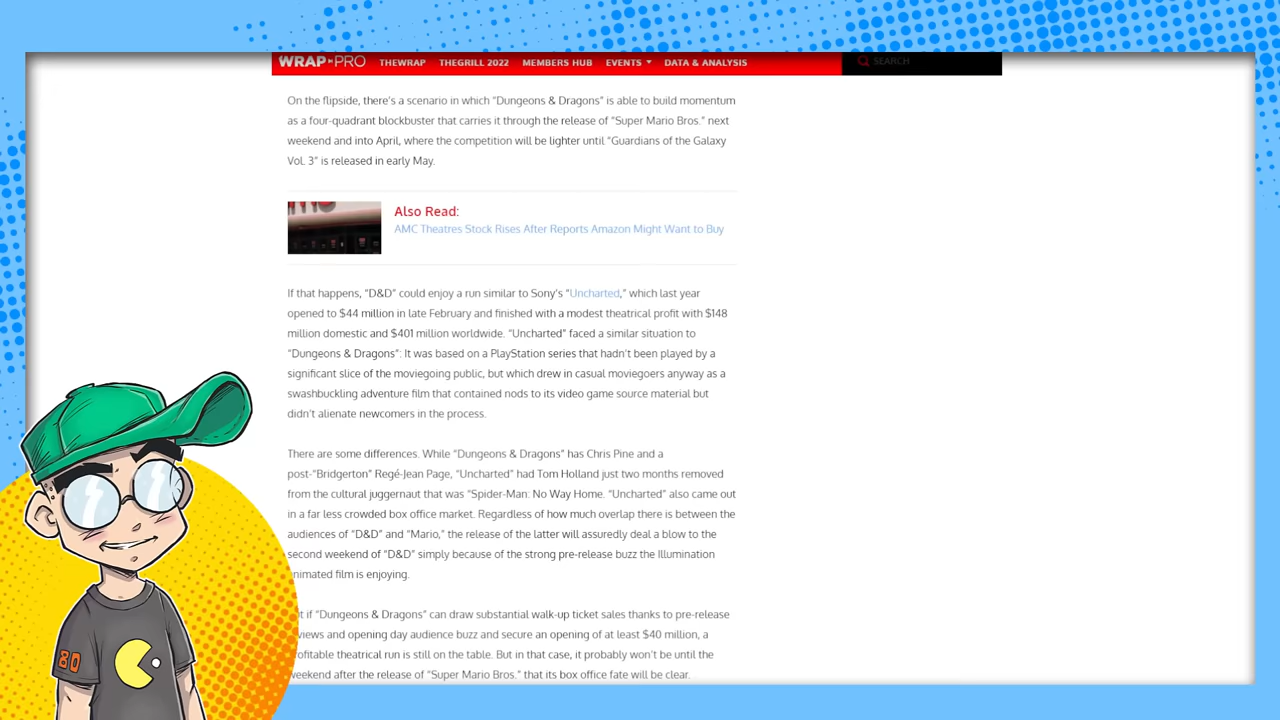 WRAP PRO THEWRAP THEGRILL 2022 MEMBERS HUB EVENTS DATA & ANALYSIS SEARCH
On the flipside, there's a scenario in which “Dungeons & Dragons” is able to build momentum
as a four-quadrant blockbuster that carries it through the release of “Super Mario Bros.” next
weekend and into April, where the competition will be lighter until “Guardians of the Galaxy
Vol. 3” is released in early May.
Also Read:
AMC Theatres Stock Rises After Reports Amazon Might Want to Buy
If that happens, “D&D” could enjoy a run similar to Sony's “Uncharted,” which last year
opened to $44 million in late February and finished with a modest theatrical profit with $148
million domestic and $401 million worldwide. “Uncharted” faced a similar situation to
“Dungeons & Dragons”: It was based on a PlayStation series that hadn't been played by a
significant slice of the moviegoing public, but which drew in casual moviegoers anyway as a
swashbuckling adventure film that contained nods to its video game source material but
didn't alienate newcomers in the process.
There are some differences. While “Dungeons & Dragons” has Chris Pine and a
post-“Bridgerton” Regé-Jean Page, “Uncharted” had Tom Holland just two months removed
from the cultural juggernaut that was “Spider-Man: No Way Home. “Uncharted” also came out
in a far less crowded box office market. Regardless of how much overlap there is between the
audiences of “D&D” and “Mario,” the release of the latter will assuredly deal a blow to the
second weekend of “D&D” simply because of the strong pre-release buzz the Illumination
nimated film is enjoying.
t if “Dungeons & Dragons” can draw substantial walk-up ticket sales thanks to pre-release
views and opening day audience buzz and secure an opening of at least $40 million, a
rofitable theatrical run is still on the table. But in that case, it probably won't be until the
eekend after the release of “Super Mario Bros.” that its box office fate will be clear.
80